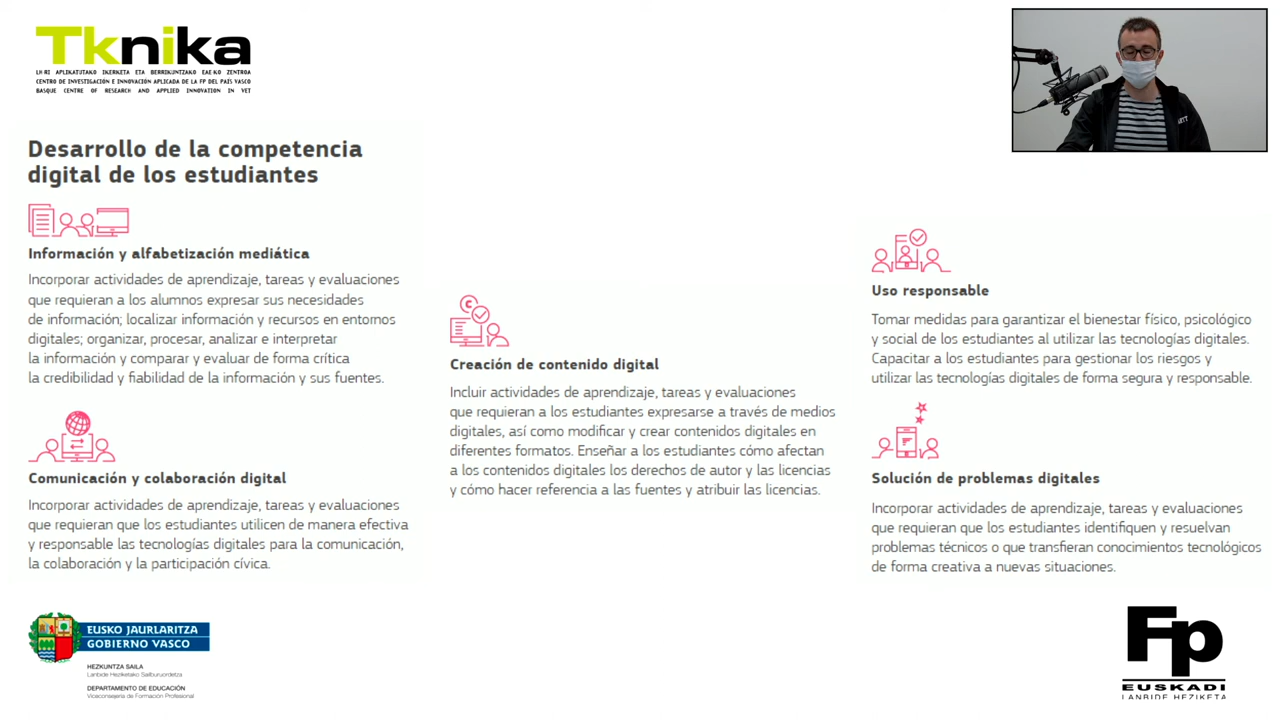 Tknika
LH RI APLIKATUTAKO IKERKETA ETA BERRIKUNTZAKO EAEKO ZENTROA
CENTRO DE INVESTIGACION E INNOVACIÓN APLICADA DE LA FP DEL PAIS VASCO
BASQUE CENTRE OF RESEARCH AND APPLIED INNOVATION IN VET
Desarrollo de la competencia
digital de los estudiantes
Información y alfabetización mediática
Incorporar actividades de aprendizaje, tareas y evaluaciones
que requieran a los alumnos expresar sus necesidades
de información; localizar información y recursos en entornos
digitales; organizar, procesar, analizar e interpretar
la información y comparar y evaluar de forma crítica
la credibilidad y fiabilidad de la información y sus fuentes.
Comunicación y colaboración digital
Incorporar actividades de aprendizaje, tareas y evaluaciones
que requieran que los estudiantes utilicen de manera efectiva
y responsable las tecnologías digitales para la comunicación,
la colaboración y la participación cívica.
Creación de contenido digital
Incluir actividades de aprendizaje, tareas y evaluaciones
que requieran a los estudiantes expresarse a través de medios
digitales, así como modificar y crear contenidos digitales en
diferentes formatos. Enseñar a los estudiantes cómo afectan
a los contenidos digitales los derechos de autor y las licencias
y cómo hacer referencia a las fuentes y atribuir las licencias.
Uso responsable
Tomar medidas para garantizar el bienestar físico, psicológico
y social de los estudiantes al utilizar las tecnologías digitales.
Capacitar a los estudiantes para gestionar los riesgos y
utilizar las tecnologías digitales de forma segura y responsable.
Solución de problemas digitales
Incorporar actividades de aprendizaje, tareas y evaluaciones
que requieran que los estudiantes identifiquen y resuelvan
problemas técnicos o que transfieran conocimientos tecnológicos
de forma creativa a nuevas situaciones.
EUSKO JAURLARITZA
GOBIERNO VASCO
HEZKUNTZA SAILA
Lanbide Heziketako Sailburuordetza
DEPARTAMENTO DE EDUCACIÓN
Viceconsejería de Formación Profesional
Fp
EUSKADI
LANBIDE HEZIKETA